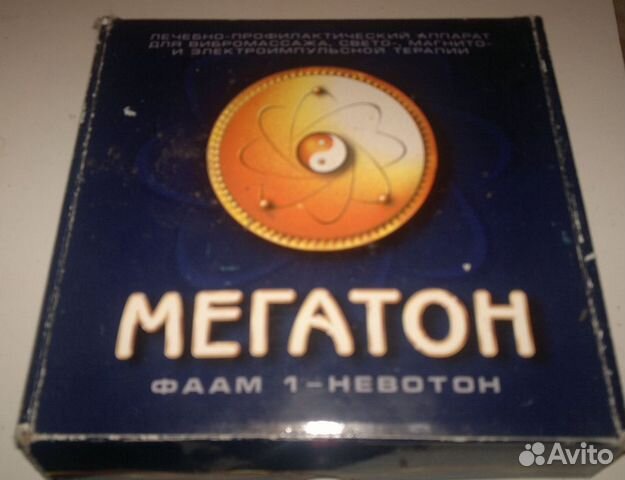 ЛЕЧЕБНО-ПРОФИЛАКТИЧЕСКИЙ АППАРАТ
ДЛЯ ВИБРОМАССАЖА, СВЕТО-, МАГНИТО-
И ЭЛЕКТРОИМПУЛЬСНОЙ ТЕРАПИИ
МЕГАТОН
ФААМ 1-НЕВОТОН
Avito